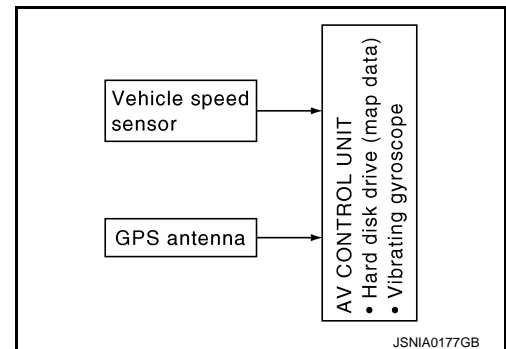 Vehicle speed
sensor
GPS antenna
AV CONTROL UNIT
• Hard disk drive (map data)
• Vibrating gyroscope
JSNIA0177GB